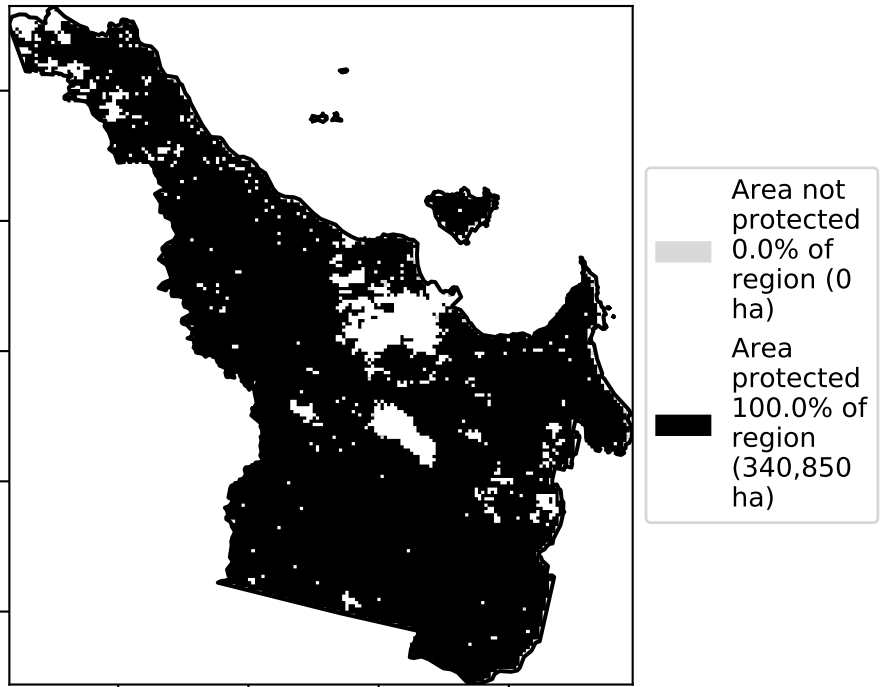 Area not
protected
0.0% of
region (0
ha)
Area
protected
100.0% of
region
(340,850
ha)